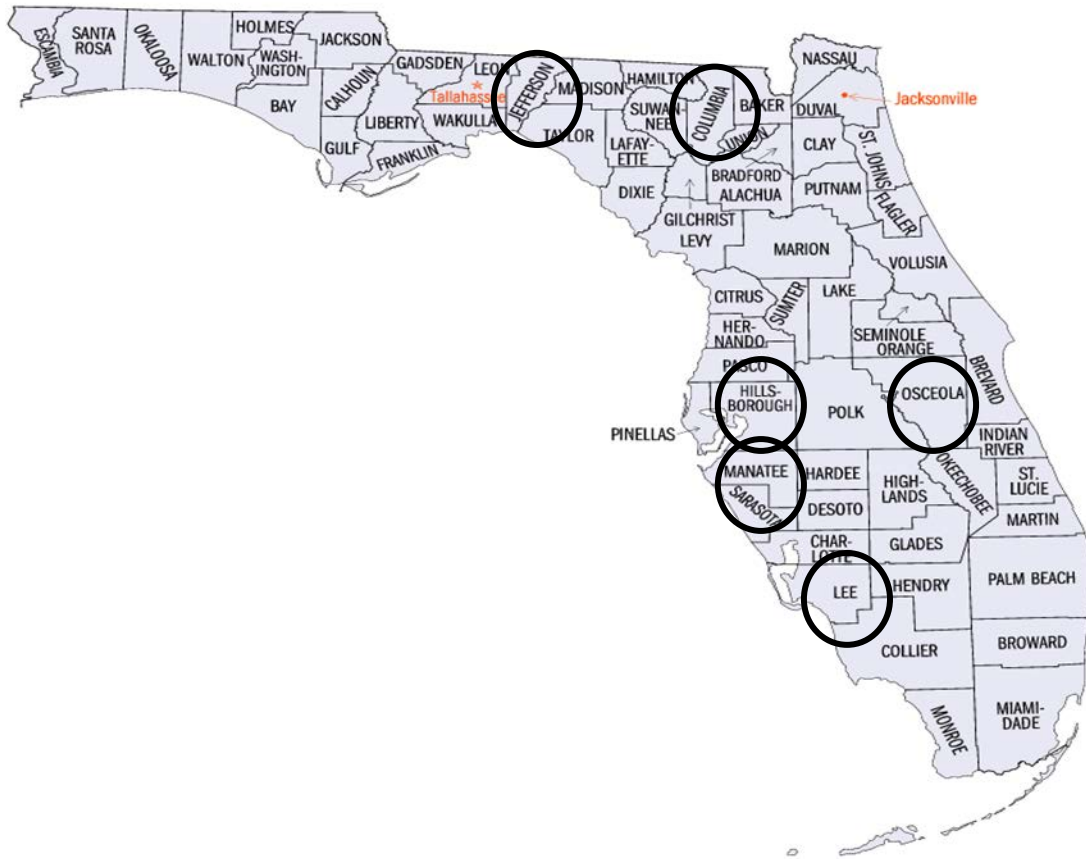 ESCAMBIA
SANTA
ROSA
OKALOOSA
WALTON
HOLMES
WASH-
INGTON
JACKSON
BAY
CALHOUN
GULF
GADSDEN
LIBERTY
FRANKLIN
LEON
Tallahassee
WAKULLA
JEFFERSON
MADISON
TAYLOR
HAMILTON
SUWAN-
NEE
LAFAY-
ETTE
DIXIE
COLUMBIA
BAKER
UNION
BRADFORD
ALACHUA
GILCHRIST
LEVY
NASSAU
DUVAL
Jacksonville
CLAY
ST. JOHNS
PUTNAM
FLAGLER
MARION
VOLUSIA
CITRUS
SUMTER
LAKE
HER-
NANDO
SEMINOLE
ORANGE
PASCO
BREVARD
HILLS-
BOROUGH
PINELLAS
POLK
OSCEOLA
INDIAN
RIVER
MANATEE
HARDEE
HIGH-
LANDS
OKEECHOBEE
ST.
LUCIE
SARASOTA
DESOTO
MARTIN
CHAR-
LOTTE
GLADES
LEE
HENDRY
PALM BEACH
COLLIER
BROWARD
MONROE
MIAMI-
DADE